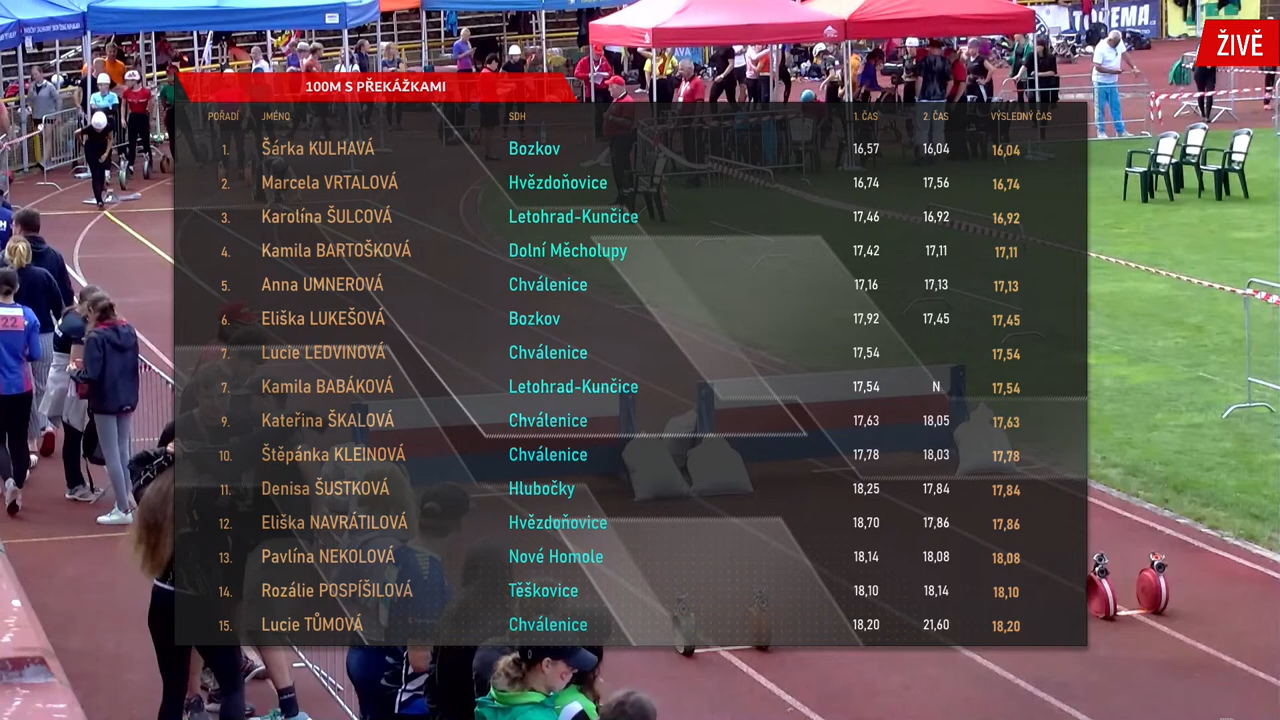 ŽIVĚ
100M S PŘEKÁŽKAMI
POŘADÍ JMÉNO SDH 1. ČAS 2. ČAS VÝSLEDNÝ ČAS
1. Šárka KULHAVÁ Bozkov 16,57 16,04 16,04
2. Marcela VRTALOVÁ Hvězdoňovice 16,74 17,56 16,74
3. Karolína ŠULCOVÁ Letohrad-Kunčice 17,46 16,92 16,92
4. Kamila BARTOŠKOVÁ Dolní Měcholupy 17,42 17,11 17,11
5. Anna UMNEROVÁ Chválenice 17,16 17,13 17,13
6. Eliška LUKEŠOVÁ Bozkov 17,92 17,45 17,45
7. Lucie LEDVINOVÁ Chválenice 17,54 17,54
7. Kamila BABÁKOVÁ Letohrad-Kunčice 17,54 N 17,54
9. Kateřina ŠKALOVÁ Chválenice 17,63 18,05 17,63
10. Štěpánka KLEINOVÁ Chválenice 17,78 18,03 17,78
11. Denisa ŠUSTKOVÁ Hlubočky 18,25 17,84 17,84
12. Eliška NAVRÁTILOVÁ Hvězdoňovice 18,70 17,86 17,86
13. Pavlína NEKOLOVÁ Nové Homole 18,14 18,08 18,08
14. Rozálie POSPÍŠILOVÁ Těškovice 18,10 18,14 18,10
15. Lucie TŮMOVÁ Chválenice 18,20 21,60 18,20
22